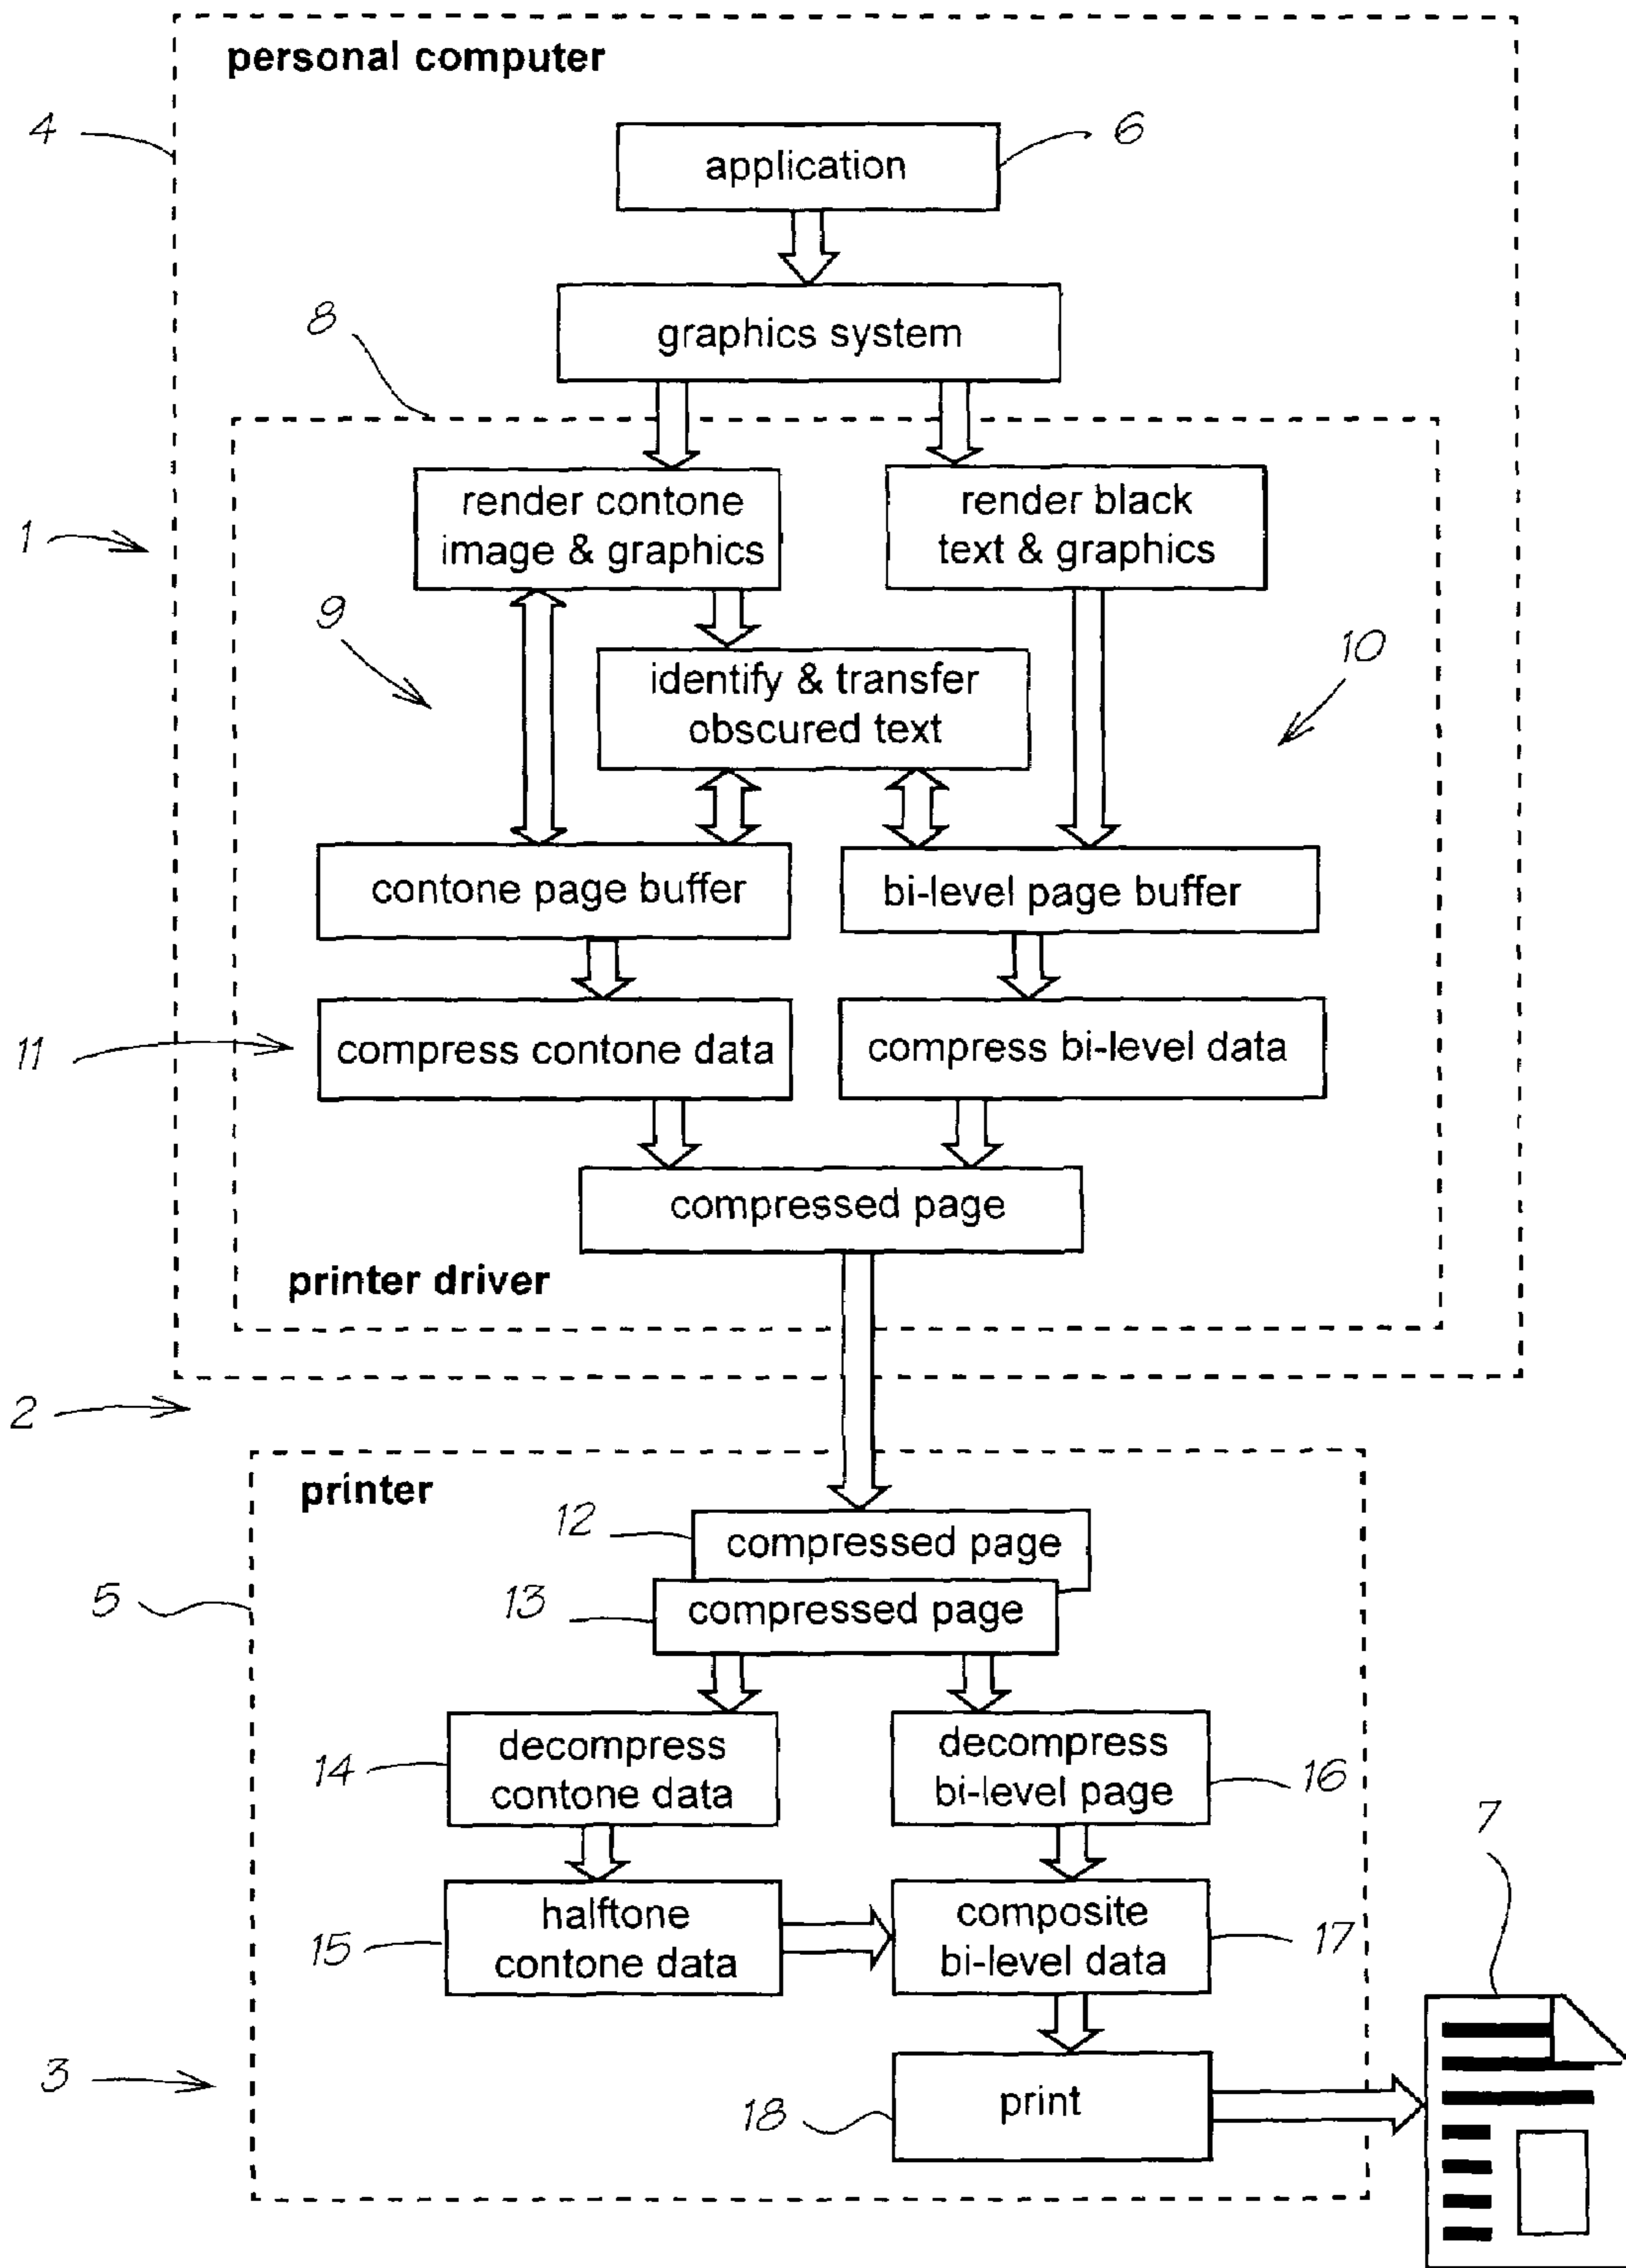 personal computer
4
6
application
graphics system
8
render contone
image & graphics
render black
text & graphics
1
9
identify & transfer
obscured text
10
contone page buffer
bi-level page buffer
11
compress contone data
compress bi-level data
compressed page
printer driver
2
printer
12
compressed page
5
13
compressed page
14
decompress
contone data
decompress
bi-level page
16
7
15
halftone
contone data
composite
bi-level data
17
3
18
print